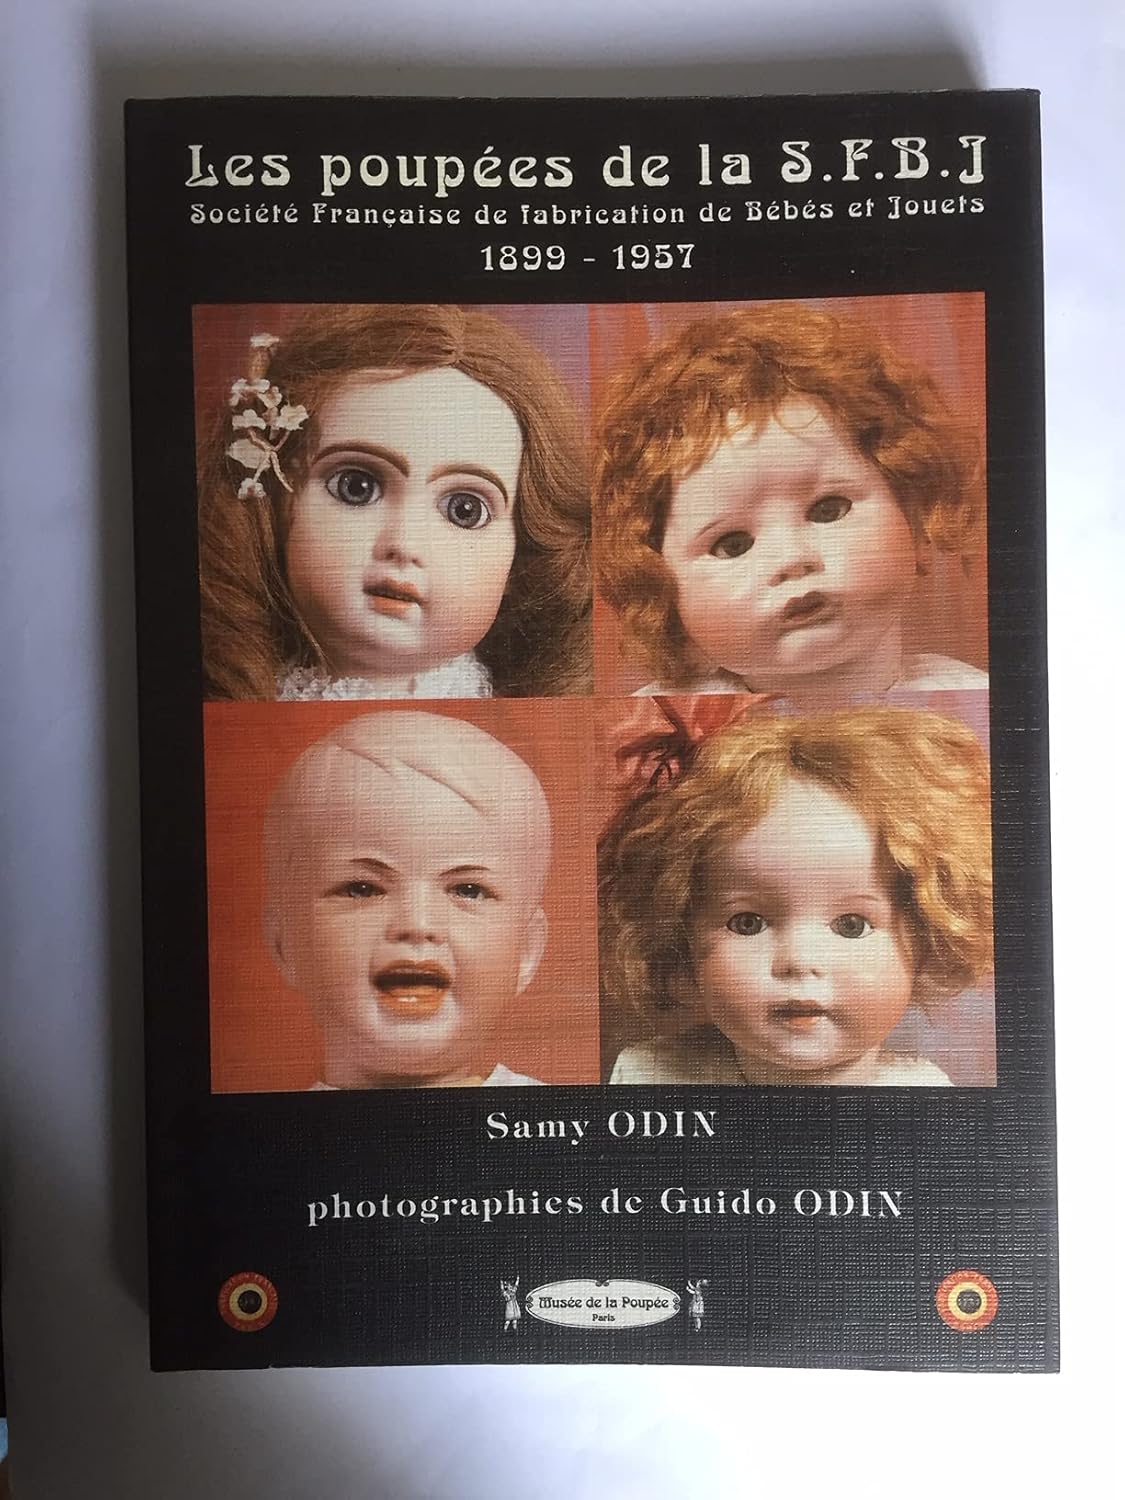 Les poupées de la S.F.B.J
Société Française de fabrication de Bébés et Jouets
1899 - 1957
Samy ODIN
photographies de Guido ODIN
Musée de la Poupée
Paris